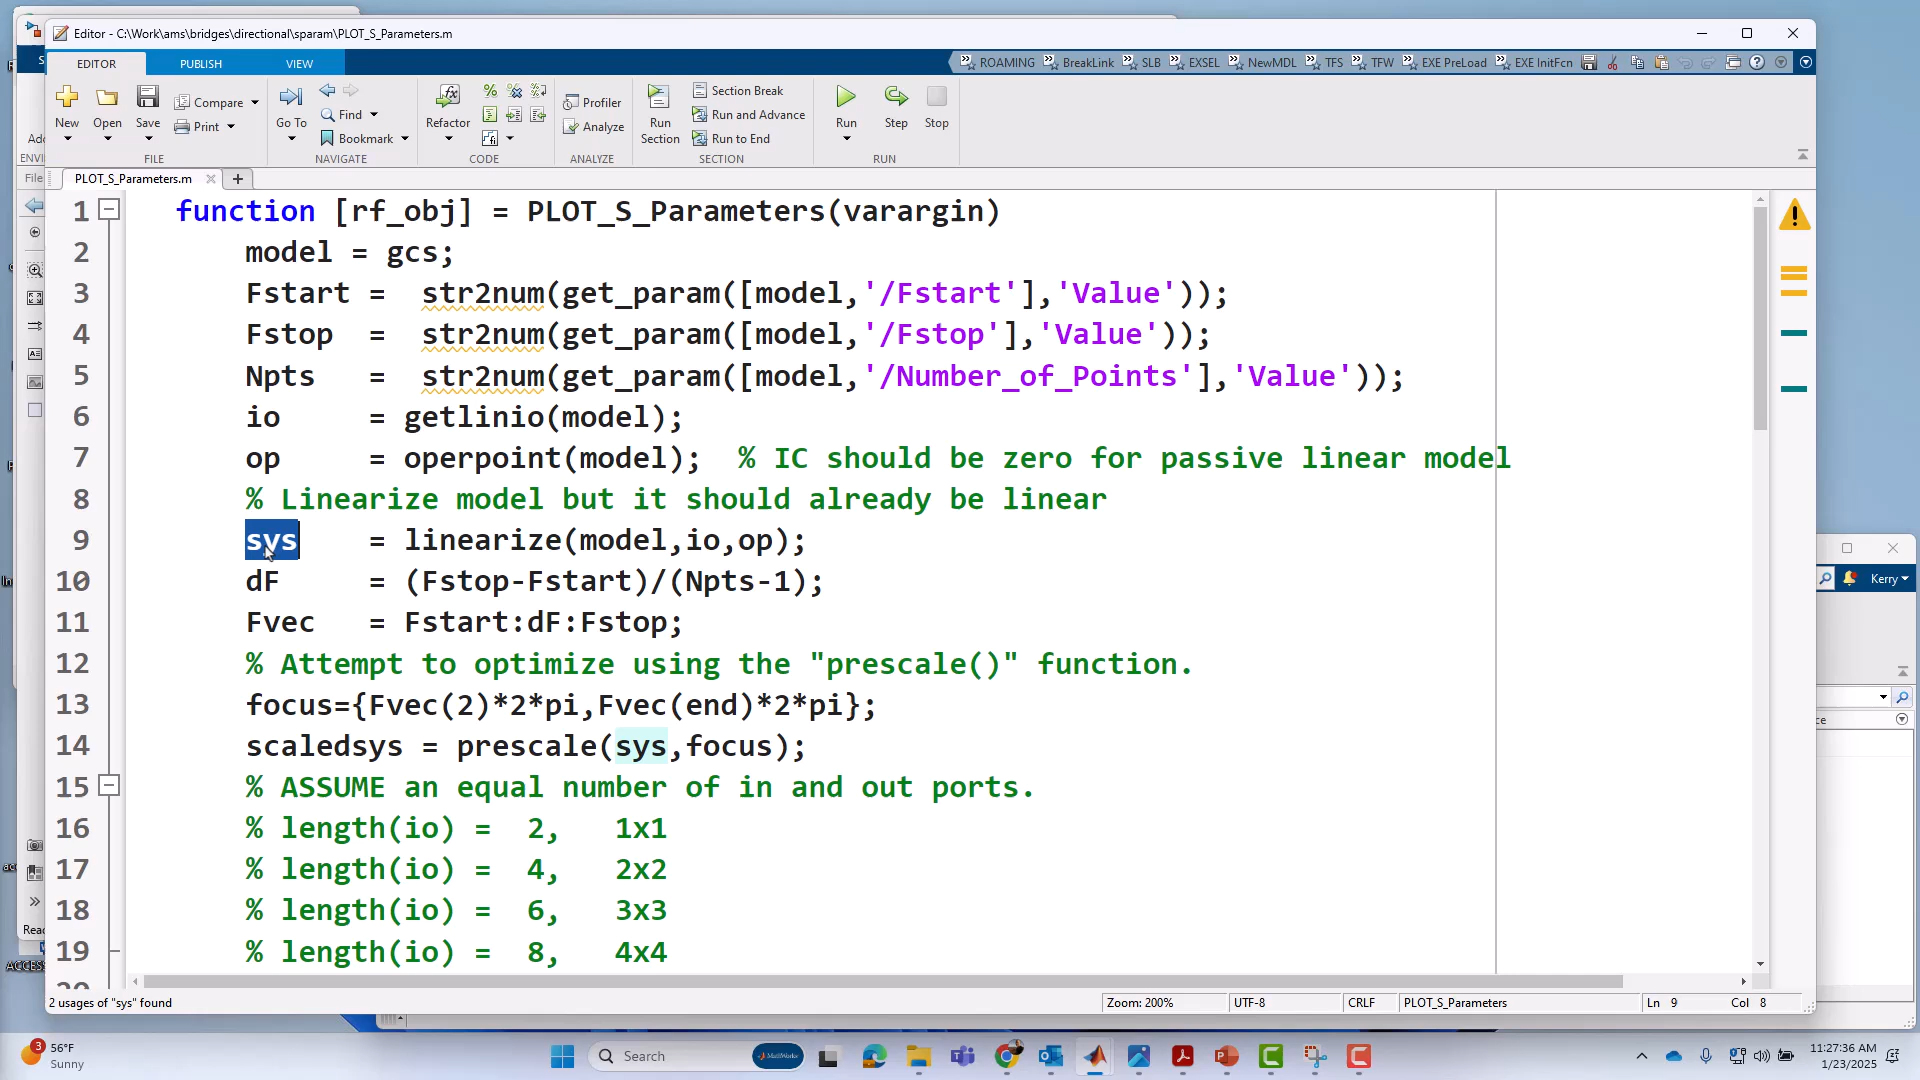 Editor - C:\Work\ams\bridges\directional\sparam\PLOT_S_Parameters.m
EDITOR PUBLISH VIEW
ROAMING BreakLink SLB EXSEL NewMDL TFS TFW EXE PreLoad EXE InitFcn
New Open Save Compare Print
FILE
Go To Find Bookmark
NAVIGATE
Refactor
CODE
Profiler
Analyze
ANALYZE
Run Section
Section Break
Run and Advance
Run to End
SECTION
Run Step Stop
RUN
PLOT_S_Parameters.m
1 function [rf_obj] = PLOT_S_Parameters(varargin)
2 model = gcs;
3 Fstart = str2num(get_param([model,'/Fstart'],'Value'));
4 Fstop = str2num(get_param([model,'/Fstop'],'Value'));
5 Npts = str2num(get_param([model,'/Number_of_Points'],'Value'));
6 io = getlinio(model);
7 op = operpoint(model); % IC should be zero for passive linear model
8 % Linearize model but it should already be linear
9 sys = linearize(model,io,op);
10 dF = (Fstop-Fstart)/(Npts-1);
11 Fvec = Fstart:dF:Fstop;
12 % Attempt to optimize using the "prescale()" function.
13 focus={Fvec(2)*2*pi,Fvec(end)*2*pi};
14 scaledsys = prescale(sys,focus);
15 % ASSUME an equal number of in and out ports.
16 % length(io) = 2, 1x1
17 % length(io) = 4, 2x2
18 % length(io) = 6, 3x3
19 % length(io) = 8, 4x4
2 usages of "sys" found
Zoom: 200% UTF-8 CRLF PLOT_S_Parameters Ln 9 Col 8
Kerry
File
Read
ACCESS
3
56°F
Sunny
Search
MathWorks
11:27:36 AM
1/23/2025